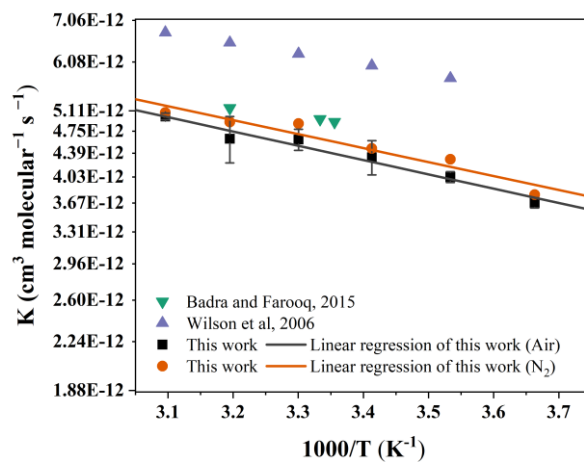 7.06E-12
6.08E-12
5.11E-12
4.75E-12
4.39E-12
4.03E-12
3.67E-12
3.31E-12
2.96E-12
2.60E-12
2.24E-12
1.88E-12
K (cm³ molecular⁻¹ s ⁻¹)
Badra and Farooq, 2015
Wilson et al, 2006
This work Linear regression of this work (Air)
This work Linear regression of this work (N₂)
3.1 3.2 3.3 3.4 3.5 3.6 3.7
1000/T (K⁻¹)